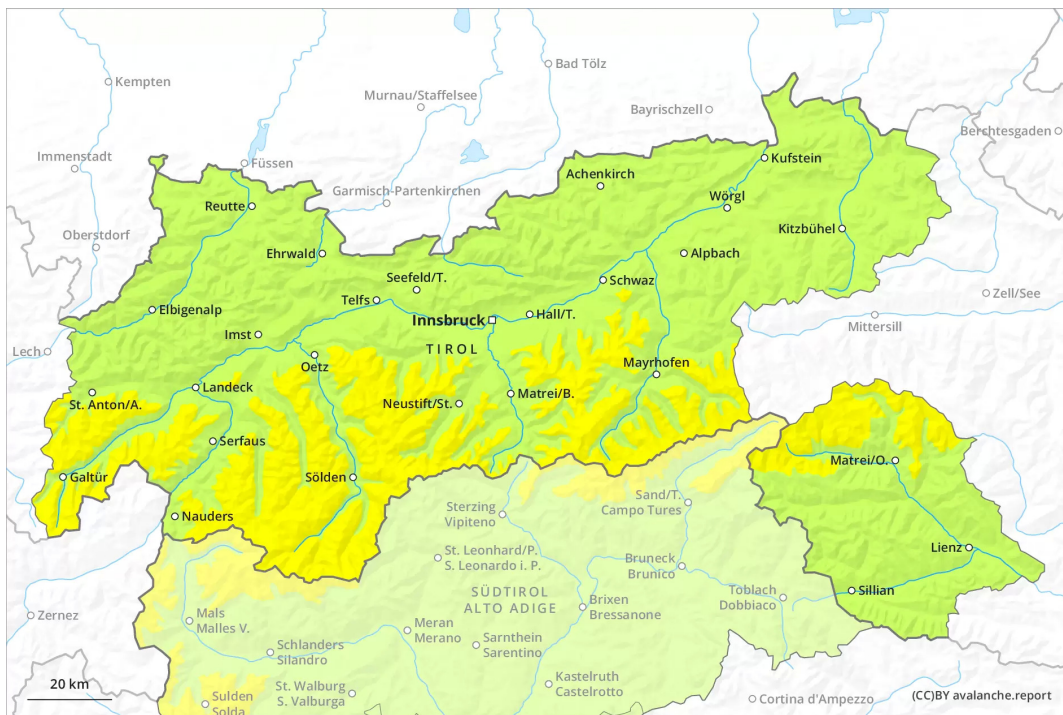 Kempten
Bad Tölz
Murnau/Staffelsee
Bayrischzell
Berchtesgaden
Immenstadt
Füssen
Kufstein
Garmisch-Partenkirchen
Achenkirch
Reutte
Wörgl
Oberstdorf
Kitzbühel
Ehrwald
Alpbach
Seefeld/T.
Schwaz
Telfs
Zell/See
Elbigenalp
Innsbruck
Hall/T.
Mittersill
Imst
TIROL
Lech
Oetz
Mayrhofen
Landeck
St. Anton/A.
Neustift/St.
Matrei/B.
Serfaus
Matrei/O.
Galtür
Sölden
Sand/T.
Campo Tures
Sterzing
Vipiteno
Nauders
St. Leonhard/P.
S. Leonardo i. P.
Bruneck
Brunico
Lienz
SÜDTIROL
ALTO ADIGE
Toblach
Dobbiaco
Sillian
Brixen
Bressanone
Zernez
Mals
Malles V.
Meran
Merano
Sarnthein
Sarentino
Schlanders
Silandro
Kastelruth
Castelrotto
20 km
St. Walburg
S. Valburga
Sulden
Solda
Cortina d'Ampezzo
(CC)BY avalanche.report